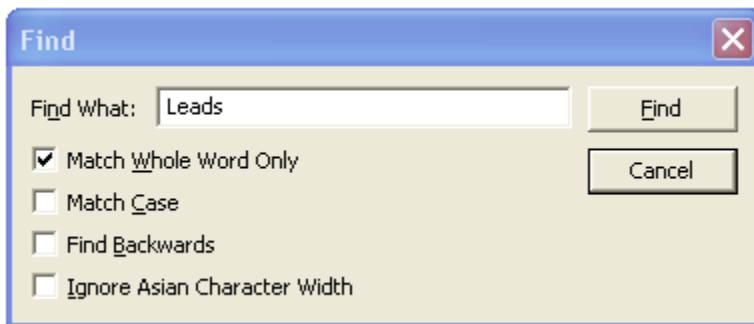 Find
Find What: Leads Find
Match Whole Word Only Cancel
Match Case
Find Backwards
Ignore Asian Character Width